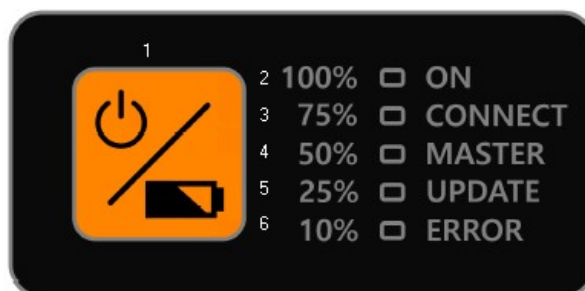 1
2 100% ON
3 75% CONNECT
4 50% MASTER
5 25% UPDATE
6 10% ERROR